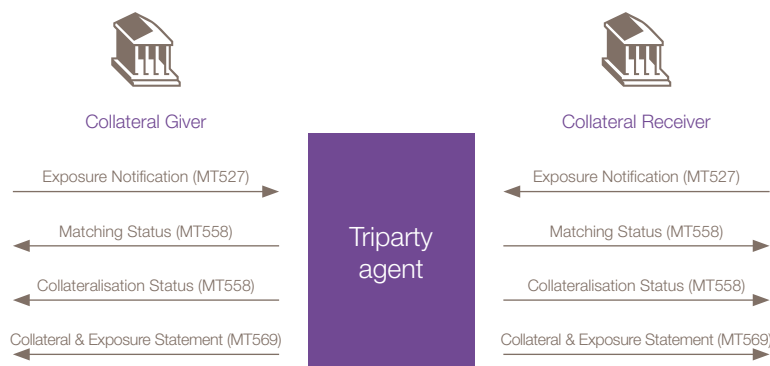 Collateral Giver
Collateral Receiver
Exposure Notification (MT527)
Exposure Notification (MT527)
Matching Status (MT558)
Matching Status (MT558)
Triparty
agent
Collateralisation Status (MT558)
Collateralisation Status (MT558)
Collateral & Exposure Statement (MT569)
Collateral & Exposure Statement (MT569)